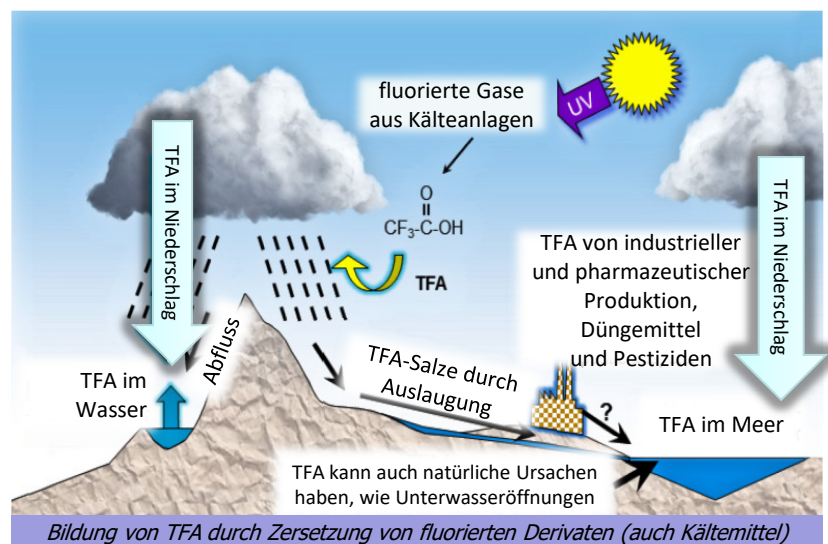 UV
fluorierte Gase
aus Kälteanlagen
TFA im Niederschlag
O
CF₃-C-OH
TFA
TFA im Niederschlag
TFA von industrieller
und pharmazeutischer
Produktion,
Düngemittel
und Pestiziden
Abfluss
TFA im
Wasser
TFA-Salze durch
Auslaugung
?
TFA im Meer
TFA kann auch natürliche Ursachen
haben, wie Unterwasseröffnungen
Bildung von TFA durch Zersetzung von fluorierten Derivaten (auch Kältemittel)